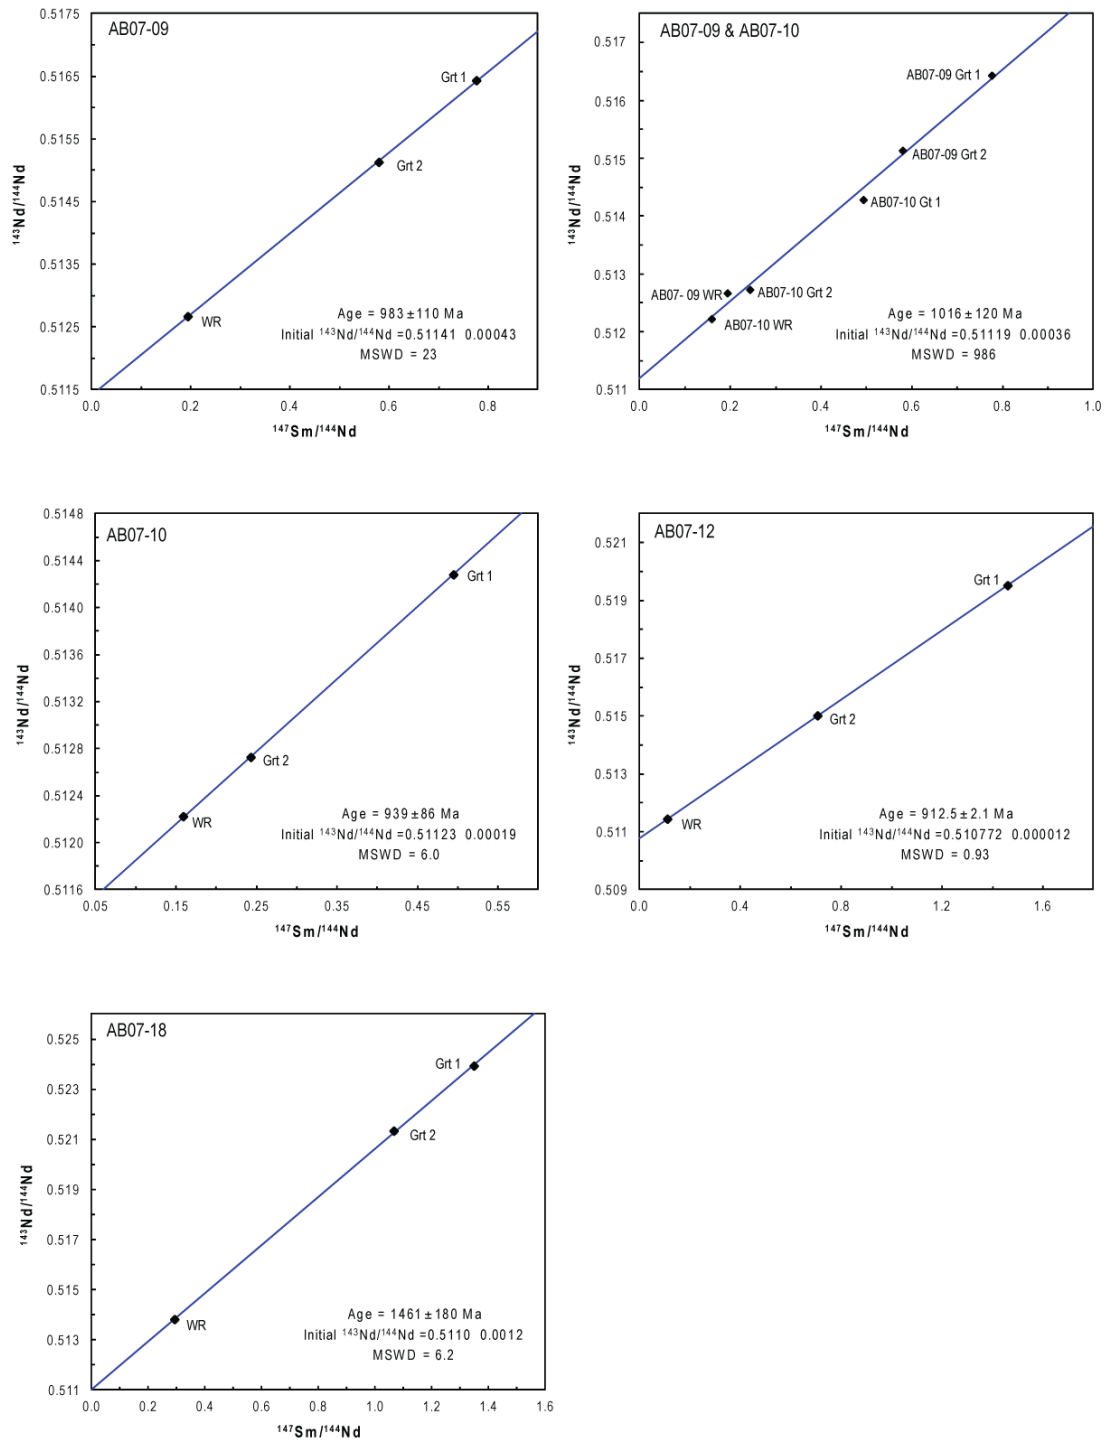 AB07-09
0.5175
0.5165
0.5155
0.5145
0.5135
0.5125
0.5115
¹⁴³Nd/¹⁴⁴Nd
Grt 1
Grt 2
WR
Age = 983 ±110 Ma
Initial ¹⁴³Nd/¹⁴⁴Nd =0.51141 0.00043
MSWD = 23
0.0 0.2 0.4 0.6 0.8
¹⁴⁷Sm/¹⁴⁴Nd
AB07-09 & AB07-10
0.517
0.516
0.515
0.514
0.513
0.512
0.511
¹⁴³Nd/¹⁴⁴Nd
AB07-09 Grt 1
AB07-09 Grt 2
AB07-10 Gt 1
AB07- 09 WR
AB07-10 Grt 2
AB07-10 WR
Age = 1016 ± 120 Ma
Initial ¹⁴³Nd/¹⁴⁴Nd =0.51119 0.00036
MSWD = 986
0.0 0.2 0.4 0.6 0.8 1.0
¹⁴⁷Sm/¹⁴⁴Nd
AB07-10
0.5148
0.5144
0.5140
0.5136
0.5132
0.5128
0.5124
0.5120
0.5116
¹⁴³Nd/¹⁴⁴Nd
Grt 1
Grt 2
WR
Age = 939 ±86 Ma
Initial ¹⁴³Nd/¹⁴⁴Nd =0.51123 0.00019
MSWD = 6.0
0.05 0.15 0.25 0.35 0.45 0.55
¹⁴⁷Sm/¹⁴⁴Nd
AB07-12
0.521
0.519
0.517
0.515
0.513
0.511
0.509
¹⁴³Nd/¹⁴⁴Nd
Grt 1
Grt 2
WR
Age = 912.5 ±2.1 Ma
Initial ¹⁴³Nd/¹⁴⁴Nd =0.510772 0.000012
MSWD = 0.93
0.0 0.4 0.8 1.2 1.6
¹⁴⁷Sm/¹⁴⁴Nd
AB07-18
0.525
0.523
0.521
0.519
0.517
0.515
0.513
0.511
¹⁴³Nd/¹⁴⁴Nd
Grt 1
Grt 2
WR
Age = 1461 ±180 Ma
Initial ¹⁴³Nd/¹⁴⁴Nd =0.5110 0.0012
MSWD = 6.2
0.0 0.2 0.4 0.6 0.8 1.0 1.2 1.4 1.6
¹⁴⁷Sm/¹⁴⁴Nd